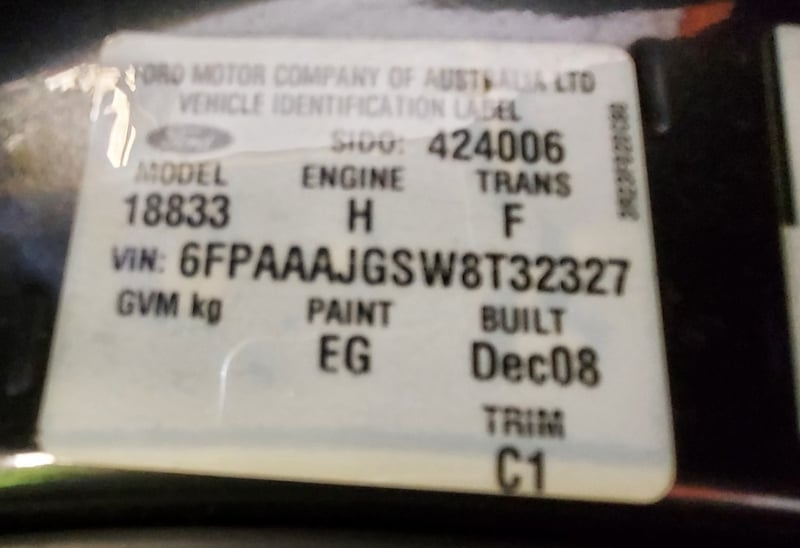 FORD MOTOR COMPANY OF AUSTRALIA LTD
VEHICLE IDENTIFICATION LABEL
Ford SIDO: 424006
MODEL ENGINE TRANS
18833 H F
VIN: 6FPAAAJGSW8T32327
GVM kg PAINT BUILT
EG Dec08
TRIM
C1